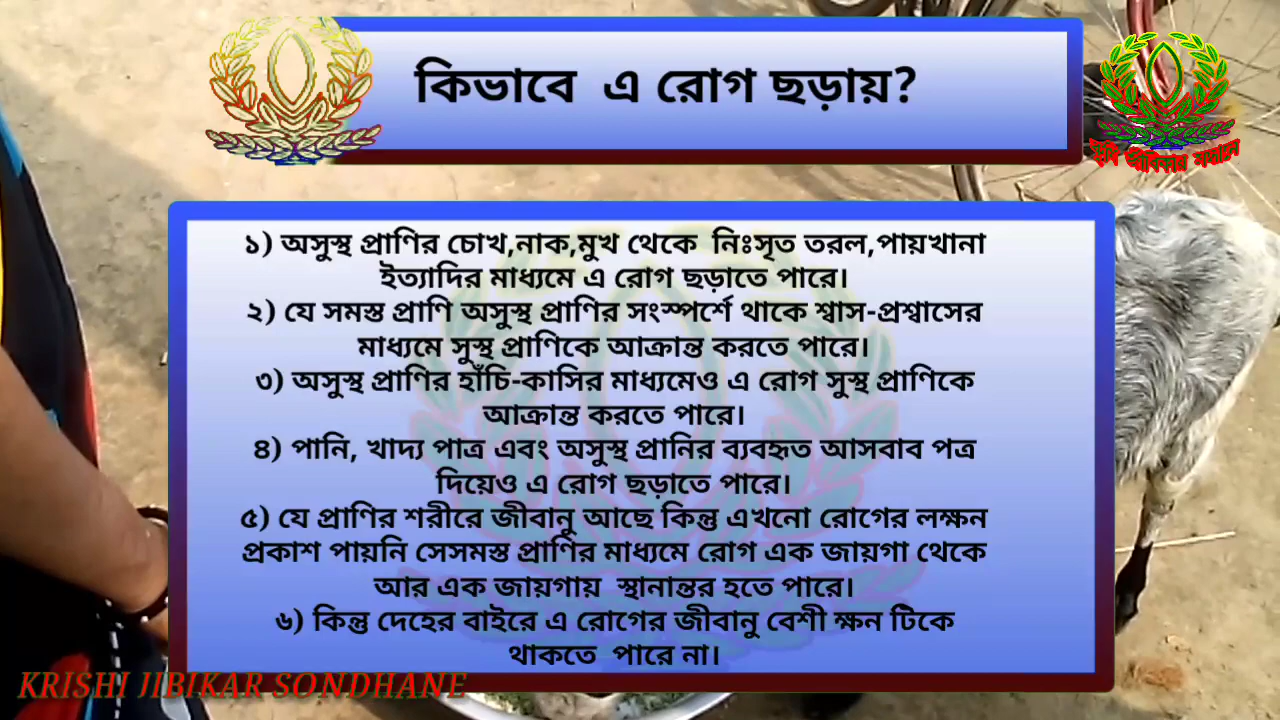 কিভাবে এ রোগ ছড়ায়?
কৃষি জীবিকার সন্ধানে
১) অসুস্থ প্রাণির চোখ,নাক,মুখ থেকে নিঃসৃত তরল,পায়খানা
ইত্যাদির মাধ্যমে এ রোগ ছড়াতে পারে।
২) যে সমস্ত প্রাণি অসুস্থ প্রাণির সংস্পর্শে থাকে শ্বাস-প্রশ্বাসের
মাধ্যমে সুস্থ প্রাণিকে আক্রান্ত করতে পারে।
৩) অসুস্থ প্রাণির হাঁচি-কাসির মাধ্যমেও এ রোগ সুস্থ প্রাণিকে
আক্রান্ত করতে পারে।
৪) পানি, খাদ্য পাত্র এবং অসুস্থ প্রানির ব্যবহৃত আসবাব পত্র
দিয়েও এ রোগ ছড়াতে পারে।
৫) যে প্রাণির শরীরে জীবানু আছে কিন্তু এখনো রোগের লক্ষন
প্রকাশ পায়নি সেসমস্ত প্রাণির মাধ্যমে রোগ এক জায়গা থেকে
আর এক জায়গায় স্থানান্তর হতে পারে।
৬) কিন্তু দেহের বাইরে এ রোগের জীবানু বেশী ক্ষন টিকে
থাকতে পারে না।
KRISHI JIBIKAR SONDHANE